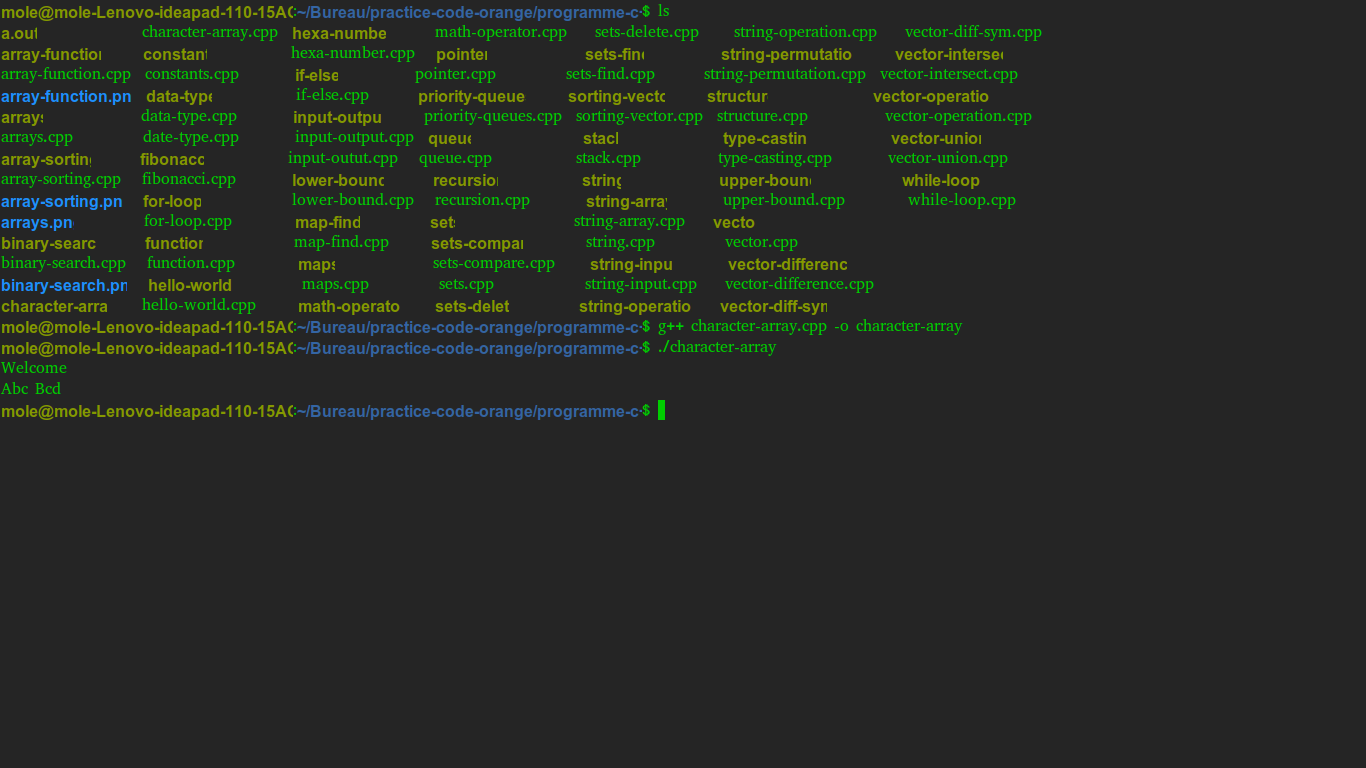 mole@mole-Lenovo-ideapad-110-15AC:~/Bureau/practice-code-orange/programme-c-$ ls
a.out character-array.cpp hexa-numbe math-operator.cpp sets-delete.cpp string-operation.cpp vector-diff-sym.cpp
array-function constant hexa-number.cpp pointer sets-find string-permutatio vector-intersec
array-function.cpp constants.cpp if-else pointer.cpp sets-find.cpp string-permutation.cpp vector-intersect.cpp
array-function.pn data-type if-else.cpp priority-queue sorting-vecto structur vector-operatio
arrays data-type.cpp input-outpu priority-queues.cpp sorting-vector.cpp structure.cpp vector-operation.cpp
arrays.cpp date-type.cpp input-output.cpp queue stack type-castin vector-union
array-sorting fibonacc input-outut.cpp queue.cpp stack.cpp type-casting.cpp vector-union.cpp
array-sorting.cpp fibonacci.cpp lower-bound recursion string upper-boun while-loop
array-sorting.pn for-loop lower-bound.cpp recursion.cpp string-array upper-bound.cpp while-loop.cpp
arrays.pn for-loop.cpp map-find sets string-array.cpp vecto
binary-searc function map-find.cpp sets-compar string.cpp vector.cpp
binary-search.cpp function.cpp maps sets-compare.cpp string-inpu vector-differenc
binary-search.pn hello-world maps.cpp sets.cpp string-input.cpp vector-difference.cpp
character-arra hello-world.cpp math-operato sets-delet string-operatio vector-diff-sym
mole@mole-Lenovo-ideapad-110-15AC:~/Bureau/practice-code-orange/programme-c-$ g++ character-array.cpp -o character-array
mole@mole-Lenovo-ideapad-110-15AC:~/Bureau/practice-code-orange/programme-c-$ ./character-array
Welcome
Abc Bcd
mole@mole-Lenovo-ideapad-110-15AC:~/Bureau/practice-code-orange/programme-c-$